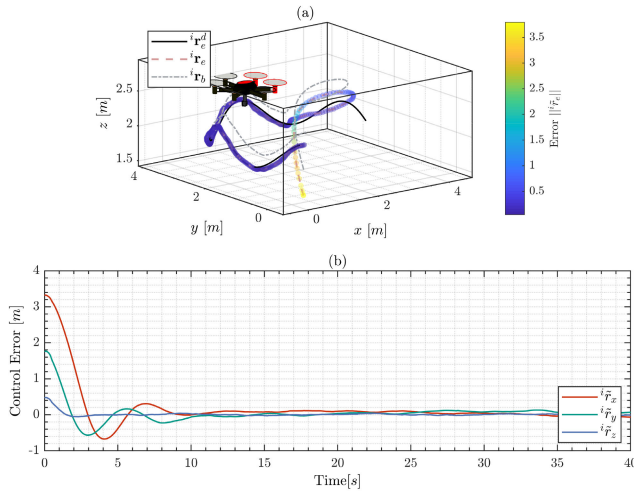 (a)
ⁱr_e^d
ⁱr_e
ⁱr_b
2.5
2
1.5
z [m]
4
2
0
y [m]
0
2
4
x [m]
3.5
3
2.5
2
1.5
1
0.5
Error ||ⁱr̃_e||
(b)
4
3
2
1
0
-1
Control Error [m]
ⁱr̃_x
ⁱr̃_y
ⁱr̃_z
0 5 10 15 20 25 30 35 40
Time[s]